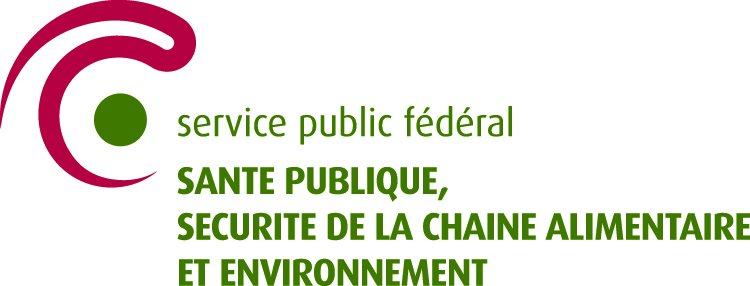 service public fédéral
SANTE PUBLIQUE,
SECURITE DE LA CHAINE ALIMENTAIRE
ET ENVIRONNEMENT